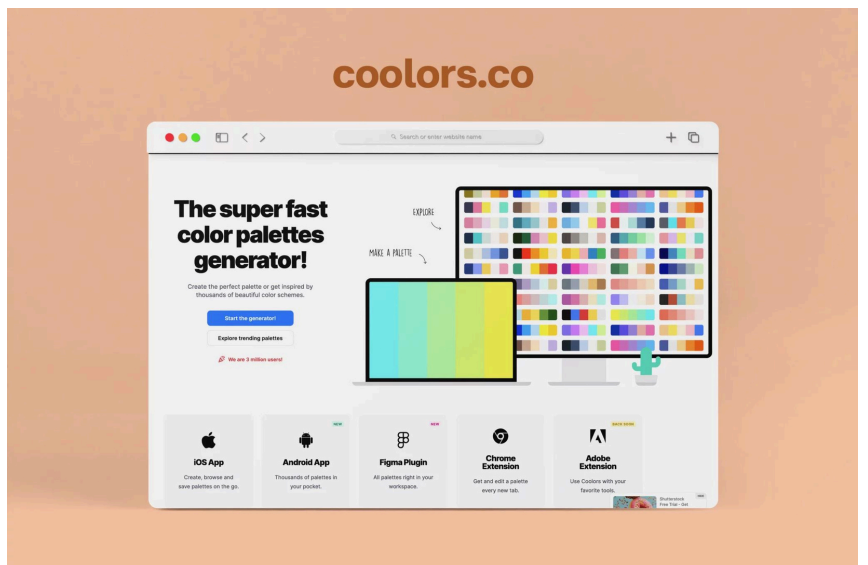 coolors.co
Search or enter website name
The super fast
color palettes
generator!
Create the perfect palette or get inspired by
thousands of beautiful color schemes.
Start the generator!
Explore trending palettes
We are 3 million users!
EXPLORE
MAKE A PALETTE
iOS App
Create, browse and
save palettes on the go.
NEW
Android App
Thousands of palettes in
your pocket.
NEW
Figma Plugin
All palettes right in your
workspace.
Chrome
Extension
Get and edit a palette
every new tab.
Adobe
Extension
Use Coolors with your
favorite tools.
Shutterstock
Free Trial - Get